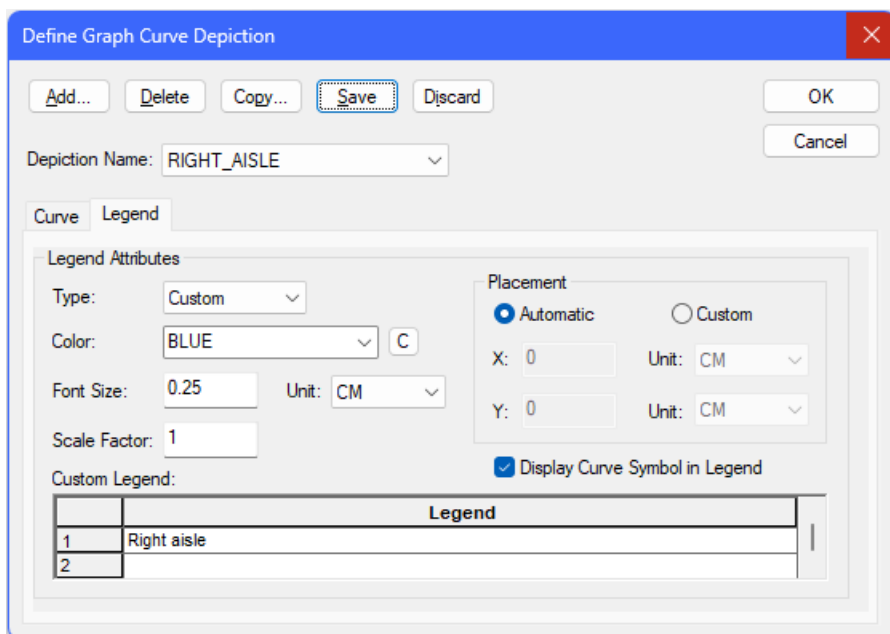 Define Graph Curve Depiction
Add... Delete Copy... Save Discard OK
Cancel
Depiction Name: RIGHT_AISLE
Curve Legend
Legend Attributes
Type: Custom
Color: BLUE C
Font Size: 0.25 Unit: CM
Scale Factor: 1
Placement
Automatic Custom
X: 0 Unit: CM
Y: 0 Unit: CM
Display Curve Symbol in Legend
Custom Legend:
Legend
1 Right aisle
2